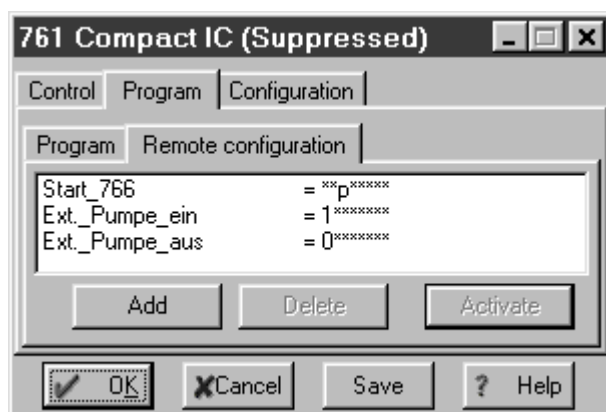 761 Compact IC (Suppressed)
Control Program Configuration
Program Remote configuration
Start_766 = **p*****
Ext._Pumpe_ein = 1*******
Ext._Pumpe_aus = 0*******
Add Delete Activate
OK Cancel Save ? Help